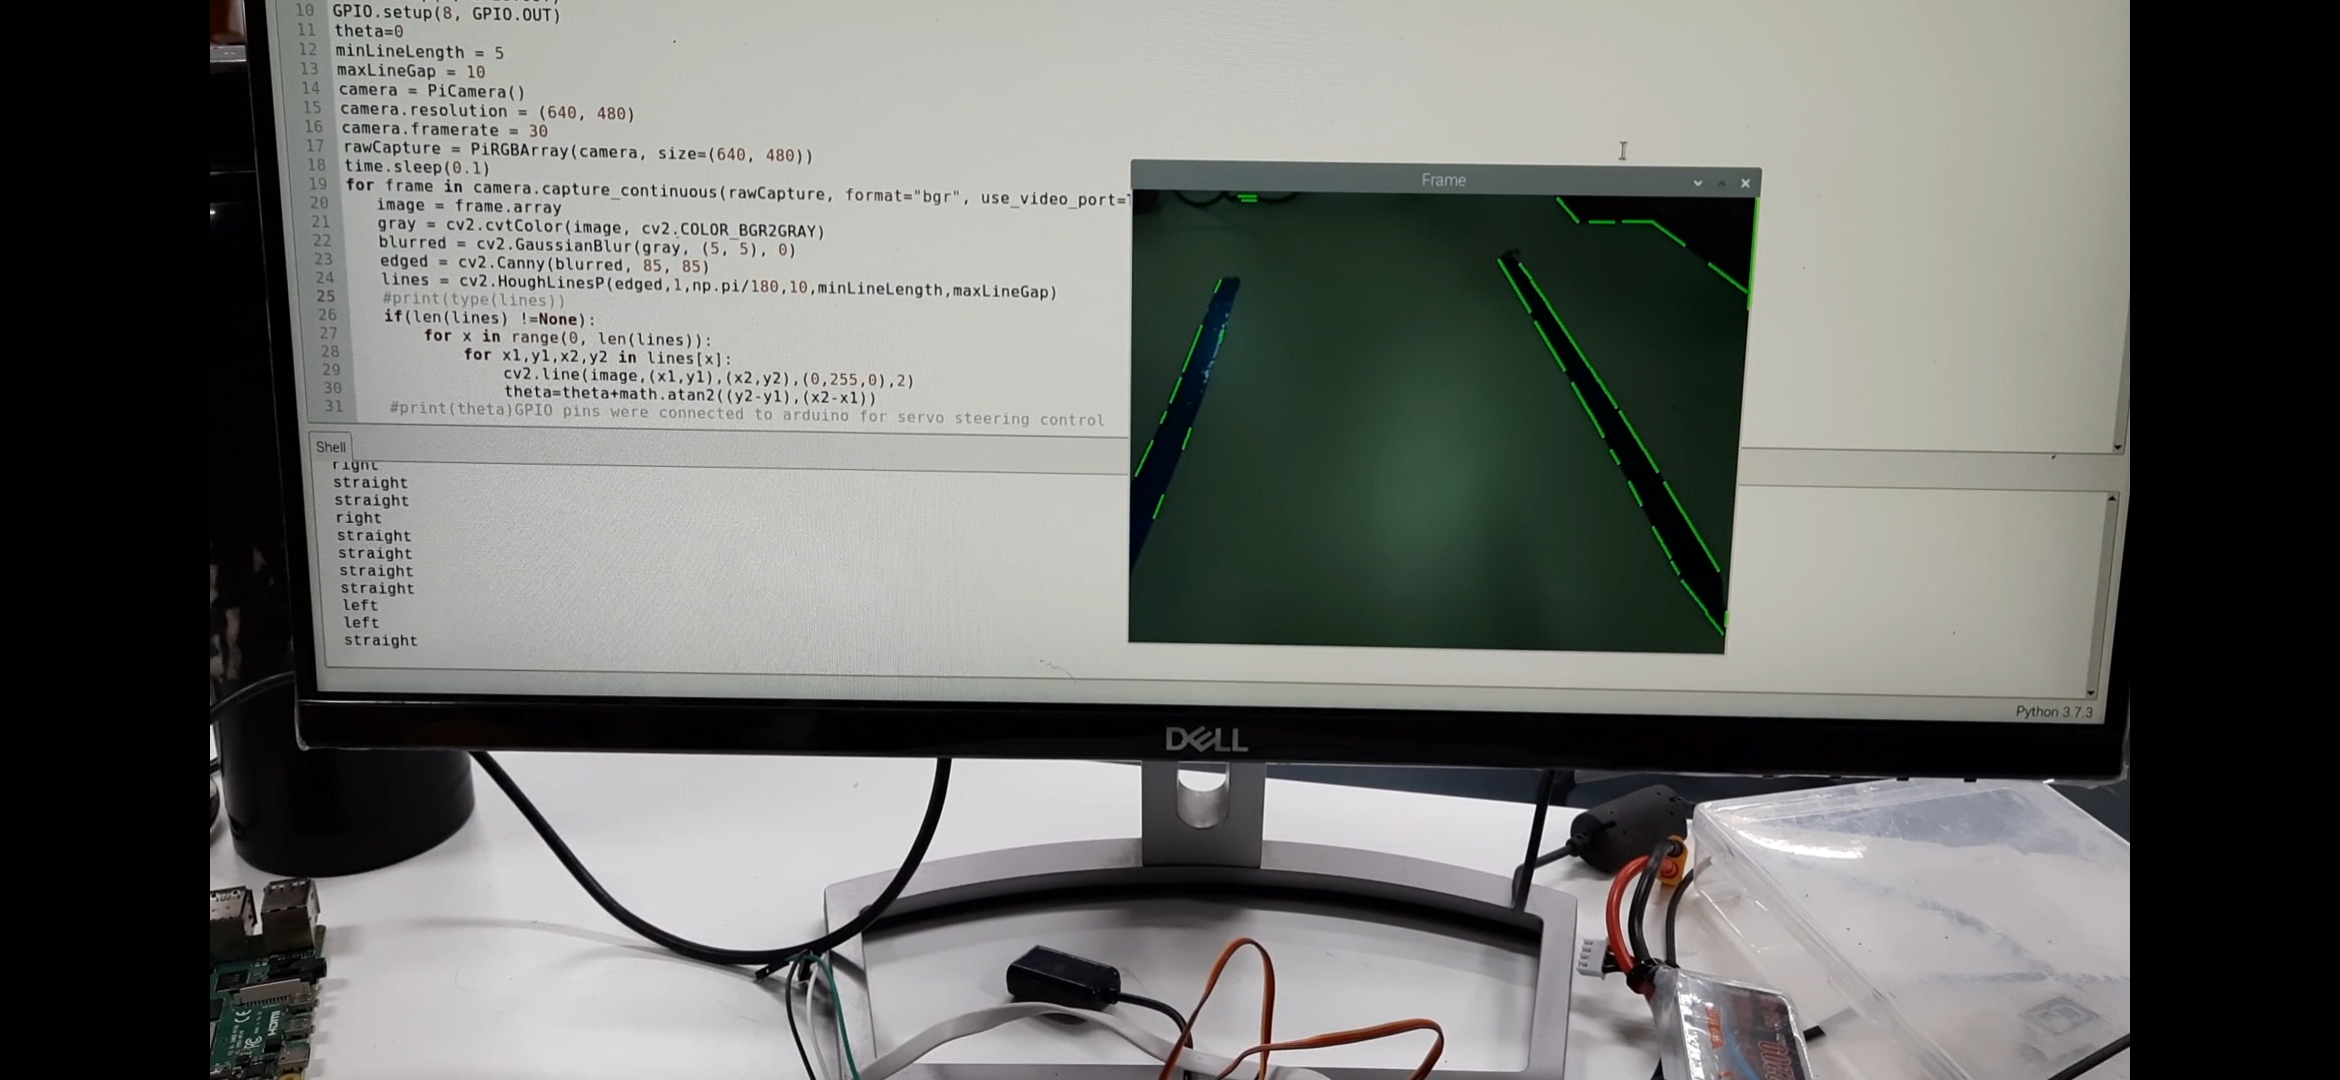 10 GPIO.setup(8, GPIO.OUT)
11 theta=0
12 minLineLength = 5
13 maxLineGap = 10
14 camera = PiCamera()
15 camera.resolution = (640, 480)
16 camera.framerate = 30
17 rawCapture = PiRGBArray(camera, size=(640, 480))
18 time.sleep(0.1)
19 for frame in camera.capture_continuous(rawCapture, format="bgr", use_video_port=
20 image = frame.array
21 gray = cv2.cvtColor(image, cv2.COLOR_BGR2GRAY)
22 blurred = cv2.GaussianBlur(gray, (5, 5), 0)
23 edged = cv2.Canny(blurred, 85, 85)
24 lines = cv2.HoughLinesP(edged,1,np.pi/180,10,minLineLength,maxLineGap)
25 #print(type(lines))
26 if(len(lines) !=None):
27 for x in range(0, len(lines)):
28 for x1,y1,x2,y2 in lines[x]:
29 cv2.line(image,(x1,y1),(x2,y2),(0,255,0),2)
30 theta=theta+math.atan2((y2-y1),(x2-x1))
31 #print(theta)GPIO pins were connected to arduino for servo steering control
Frame
Shell
right
straight
straight
right
straight
straight
straight
straight
left
left
straight
Python 3.7.3
DELL
HDMI